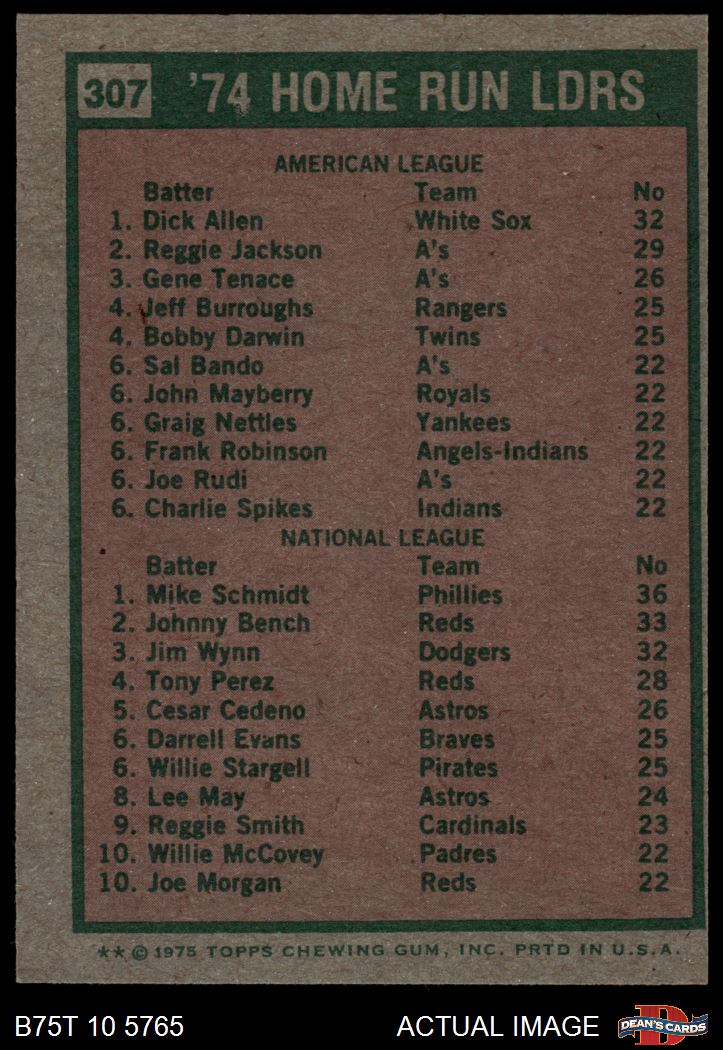 307 '74 HOME RUN LDRS
AMERICAN LEAGUE
Batter Team No
1. Dick Allen White Sox 32
2. Reggie Jackson A's 29
3. Gene Tenace A's 26
4. Jeff Burroughs Rangers 25
4. Bobby Darwin Twins 25
6. Sal Bando A's 22
6. John Mayberry Royals 22
6. Graig Nettles Yankees 22
6. Frank Robinson Angels-Indians 22
6. Joe Rudi A's 22
6. Charlie Spikes Indians 22
NATIONAL LEAGUE
Batter Team No
1. Mike Schmidt Phillies 36
2. Johnny Bench Reds 33
3. Jim Wynn Dodgers 32
4. Tony Perez Reds 28
5. Cesar Cedeno Astros 26
6. Darrell Evans Braves 25
6. Willie Stargell Pirates 25
8. Lee May Astros 24
9. Reggie Smith Cardinals 23
10. Willie McCovey Padres 22
10. Joe Morgan Reds 22
** © 1975 TOPPS CHEWING GUM, INC. PRTD IN U.S.A.
B75T 10 5765 ACTUAL IMAGE D DEAN'S CARDS